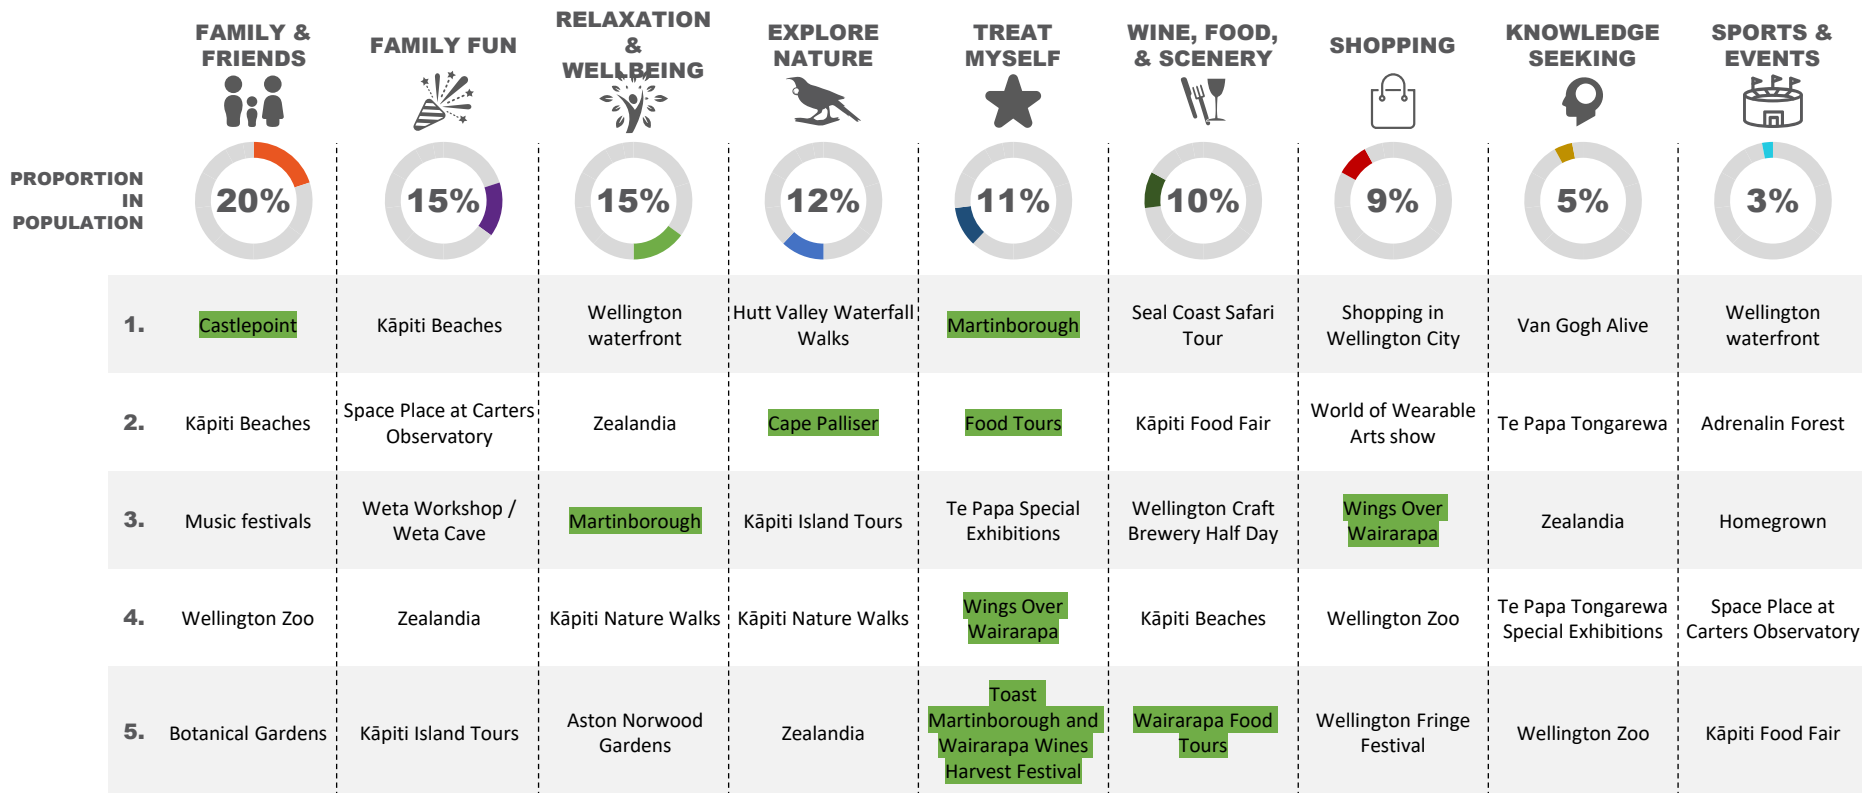 FAMILY &
FRIENDS
FAMILY FUN
RELAXATION
&
WELLBEING
EXPLORE
NATURE
TREAT
MYSELF
WINE, FOOD,
& SCENERY
SHOPPING
KNOWLEDGE
SEEKING
SPORTS &
EVENTS
PROPORTION
IN
POPULATION
20%
15%
15%
12%
11%
10%
9%
5%
3%
1.
Castlepoint
Kāpiti Beaches
Wellington
waterfront
Hutt Valley Waterfall
Walks
Martinborough
Seal Coast Safari
Tour
Shopping in
Wellington City
Van Gogh Alive
Wellington
waterfront
2.
Kāpiti Beaches
Space Place at Carters
Observatory
Zealandia
Cape Palliser
Food Tours
Kāpiti Food Fair
World of Wearable
Arts show
Te Papa Tongarewa
Adrenalin Forest
3.
Music festivals
Weta Workshop /
Weta Cave
Martinborough
Kāpiti Island Tours
Te Papa Special
Exhibitions
Wellington Craft
Brewery Half Day
Wings Over
Wairarapa
Zealandia
Homegrown
4.
Wellington Zoo
Zealandia
Kāpiti Nature Walks
Kāpiti Nature Walks
Wings Over
Wairarapa
Kāpiti Beaches
Wellington Zoo
Te Papa Tongarewa
Special Exhibitions
Space Place at
Carters Observatory
5.
Botanical Gardens
Kāpiti Island Tours
Aston Norwood
Gardens
Zealandia
Toast
Martinborough and
Wairarapa Wines
Harvest Festival
Wairarapa Food
Tours
Wellington Fringe
Festival
Wellington Zoo
Kāpiti Food Fair